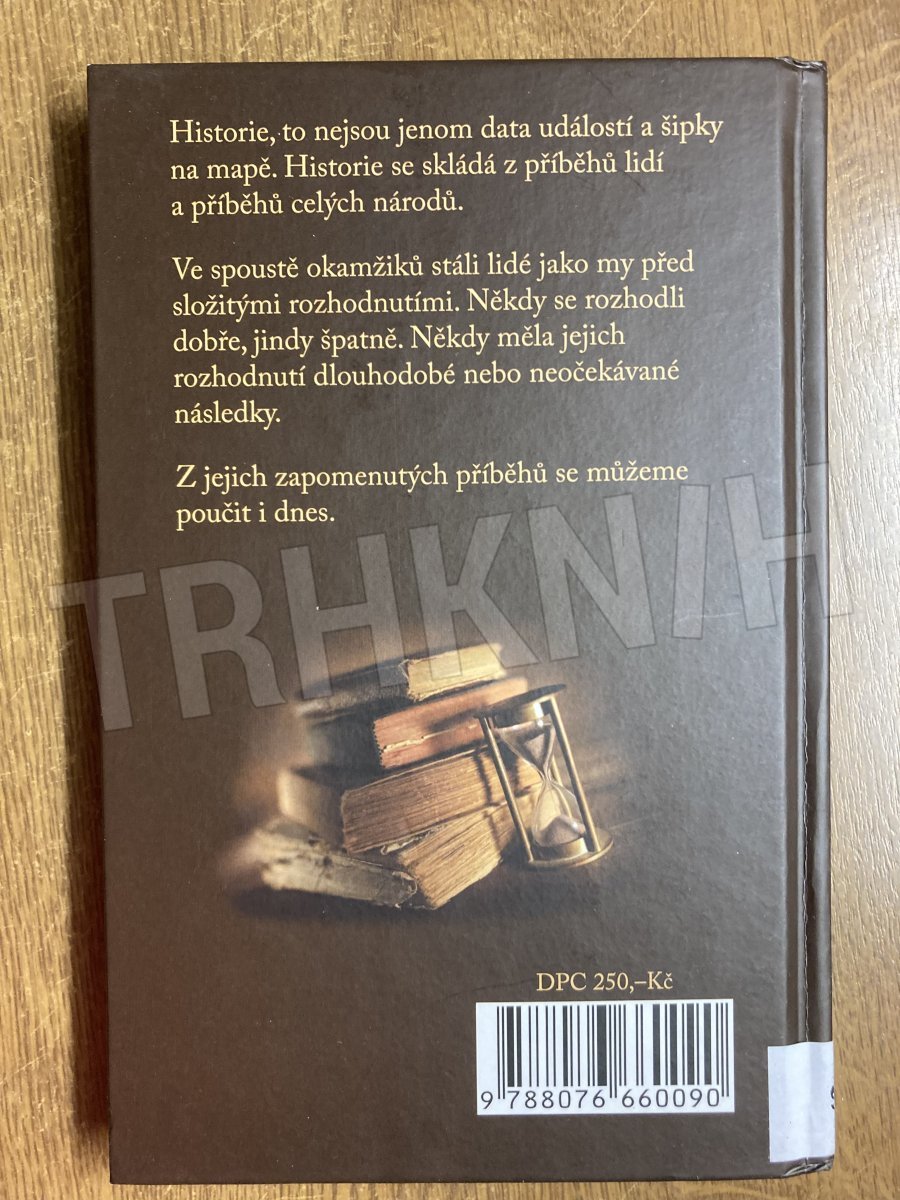 Historie, to nejsou jenom data událostí a šipky
na mapě. Historie se skládá z příběhů lidí
a příběhů celých národů.
Ve spoustě okamžiků stáli lidé jako my před
složitými rozhodnutími. Někdy se rozhodli
dobře, jindy špatně. Někdy měla jejich
rozhodnutí dlouhodobé nebo neočekávané
následky.
Z jejich zapomenutých příběhů se můžeme
poučit i dnes.
TRHKNIH
DPC 250,–Kč
9 788076 660090